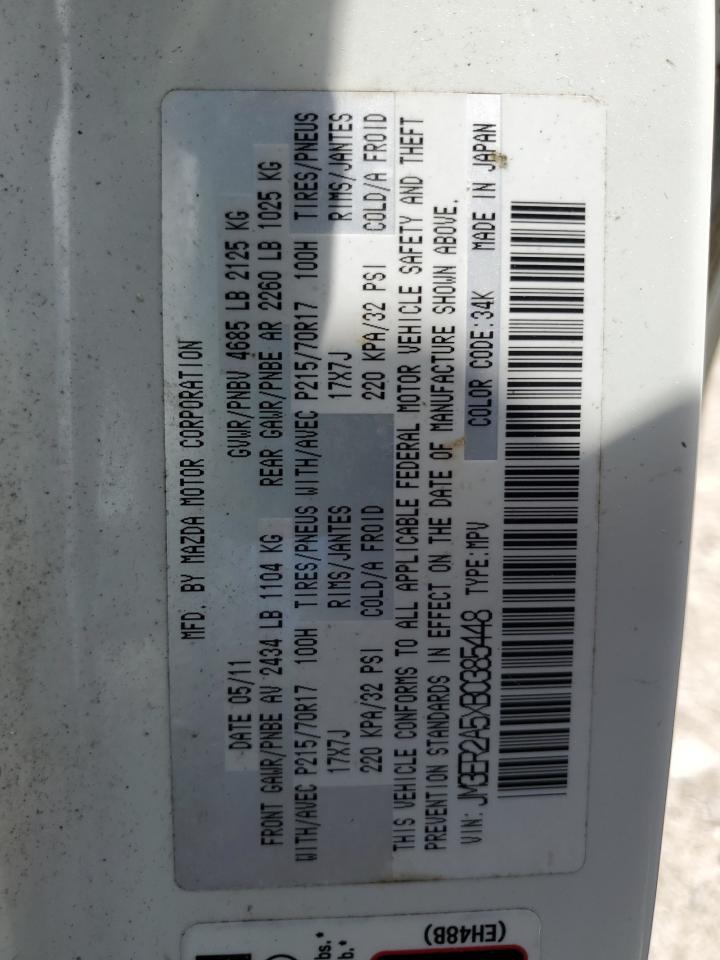 MFD. BY MAZDA MOTOR CORPORATION
DATE 05/11 GVWR/PNBV 4685 LB 2125 KG
FRONT GAWR/PNBE AV 2434 LB 1104 KG REAR GAWR/PNBE AR 2260 LB 1025 KG
WITH/AVEC P215/70R17 100H TIRES/PNEUS WITH/AVEC P215/70R17 100H TIRES/PNEUS
17X7J RIMS/JANTES 17X7J RIMS/JANTES
220 KPA/32 PSI COLD/A FROID 220 KPA/32 PSI COLD/A FROID
THIS VEHICLE CONFORMS TO ALL APPLICABLE FEDERAL MOTOR VEHICLE SAFETY AND THEFT
PREVENTION STANDARDS IN EFFECT ON THE DATE OF MANUFACTURE SHOWN ABOVE.
VIN: JM3ER2A5XB0385448 TYPE:MPV COLOR CODE:34K MADE IN JAPAN
(EH48B)